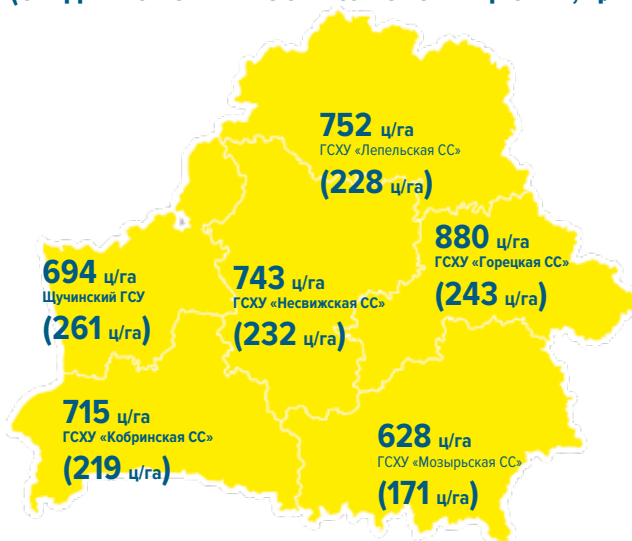 752 ц/га
ГСХУ «Лепельская СС»
(228 ц/га)
880 ц/га
ГСХУ «Горецкая СС»
(243 ц/га)
694 ц/га
Щучинский ГСУ
(261 ц/га)
743 ц/га
ГСХУ «Несвижская СС»
(232 ц/га)
715 ц/га
ГСХУ «Кобринская СС»
(219 ц/га)
628 ц/га
ГСХУ «Мозырьская СС»
(171 ц/га)